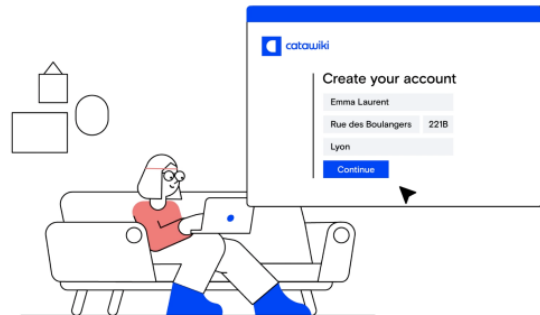 catawiki
Create your account
Emma Laurent
Rue des Boulangers 221B
Lyon
Continue